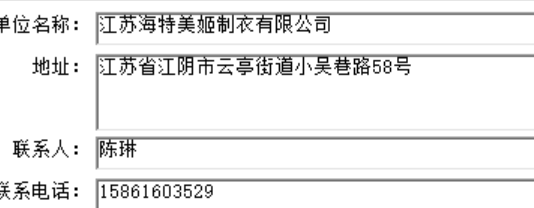 单位名称：江苏海特美姬制衣有限公司
地址：江苏省江阴市云亭街道小吴巷路58号
联系人：陈琳
联系电话：15861603529